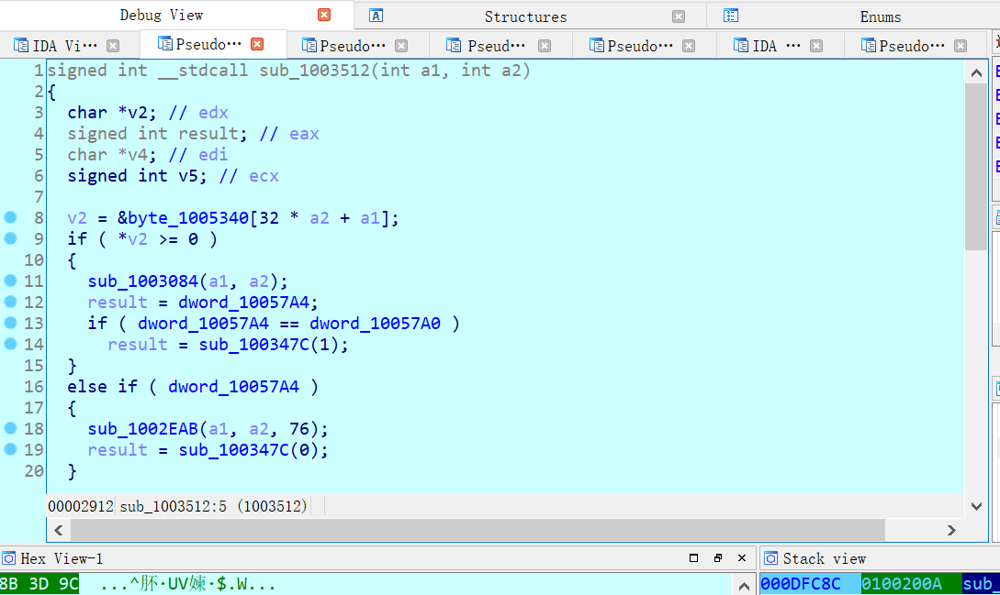 Debug View Structures Enums
IDA Vi··· Pseudo··· Pseudo··· Pseud··· Pseudo··· IDA ··· Pseudo···
1 signed int __stdcall sub_1003512(int a1, int a2)
2 {
3 char *v2; // edx
4 signed int result; // eax
5 char *v4; // edi
6 signed int v5; // ecx
7
8 v2 = &byte_1005340[32 * a2 + a1];
9 if ( *v2 >= 0 )
10 {
11 sub_1003084(a1, a2);
12 result = dword_10057A4;
13 if ( dword_10057A4 == dword_10057A0 )
14 result = sub_100347C(1);
15 }
16 else if ( dword_10057A4 )
17 {
18 sub_1002EAB(a1, a2, 76);
19 result = sub_100347C(0);
20 }
00002912 sub_1003512:5 (1003512)
Hex View-1 Stack view
8B 3D 9C ...^肧·UV婡·$.W... 000DFC8C 0100200A sub_